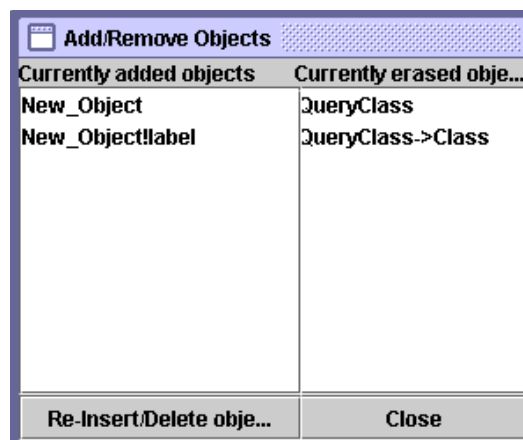 Add/Remove Objects
Currently added objects
Currently erased obje...
New_Object
QueryClass
New_Object!label
QueryClass->Class
Re-Insert/Delete obje...
Close